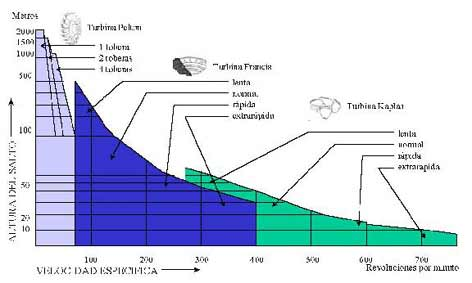 Metros
2000
1500
1000
500
100
50
20
10
Turbina Pelton
1 tobera
2 toberas
4 toberas
Turbina Francis
lenta
normal
rápida
extrarápida
Turbina Kaplan
lenta
normal
rápida
extrarapida
ALTURA DEL SALTO
100
200
300
400
500
600
700
VELOCIDAD ESPECIFICA
Revoluciones por minuto